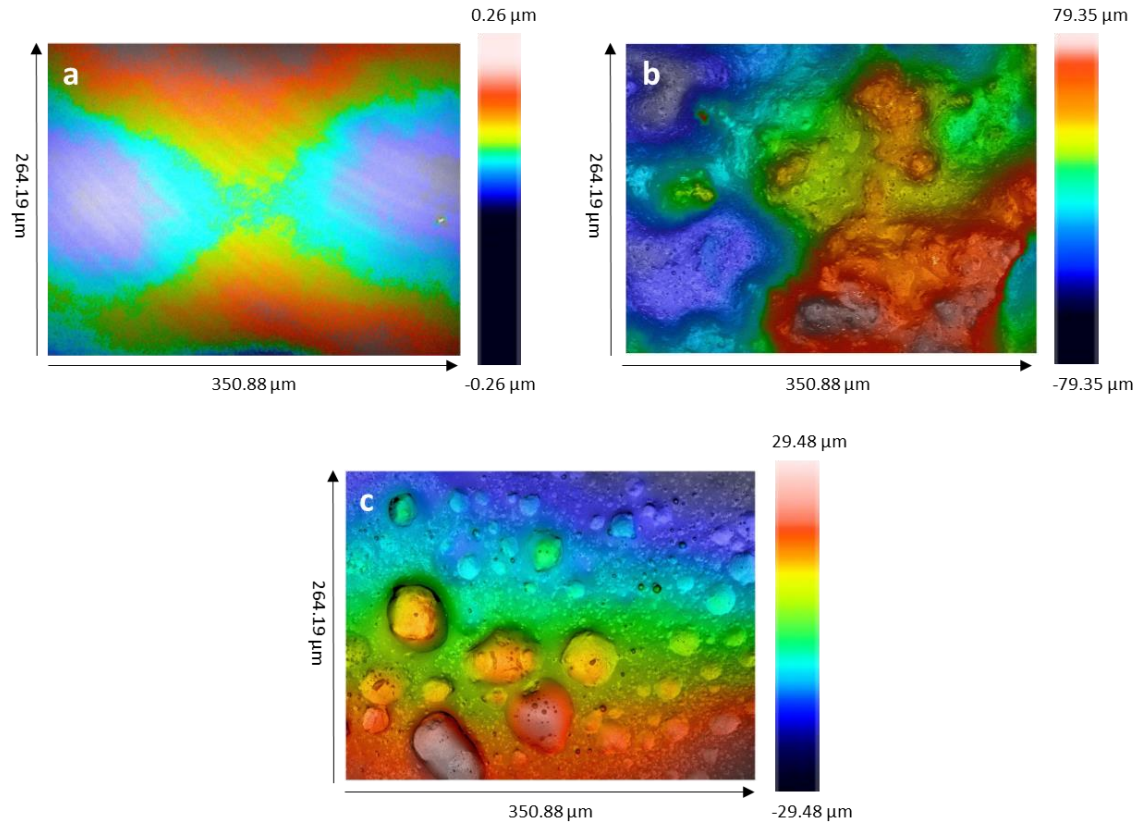 0.26 µm
a
264.19 µm
350.88 µm
-0.26 µm
79.35 µm
b
264.19 µm
350.88 µm
-79.35 µm
29.48 µm
c
264.19 µm
350.88 µm
-29.48 µm